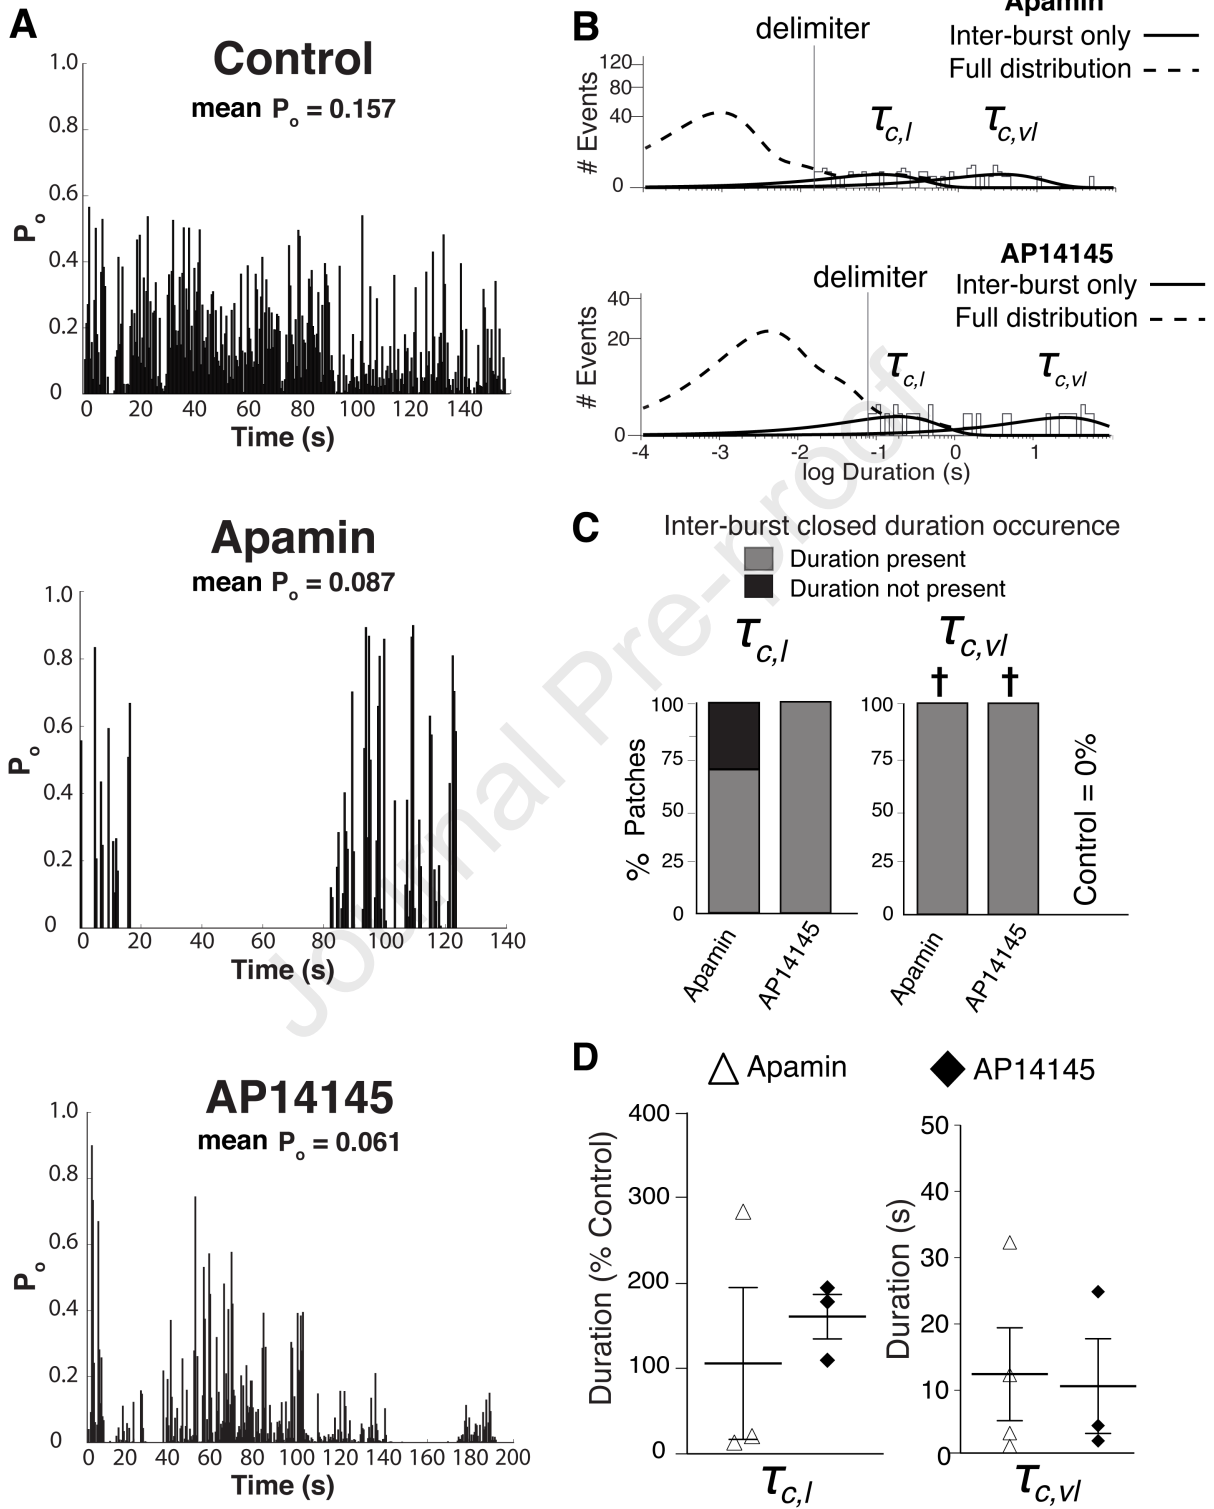 A
Control
mean Po = 0.157
1.0
0.8
0.6
0.4
0.2
0
Po
0 20 40 60 80 100 120 140
Time (s)
Apamin
mean Po = 0.087
1.0
0.8
0.6
0.4
0.2
0
Po
0 20 40 60 80 100 120 140
Time (s)
AP14145
mean Po = 0.061
1.0
0.8
0.6
0.4
0.2
0
Po
0 20 40 60 80 100 120 140 160 180 200
Time (s)
B
Apamin
delimiter
Inter-burst only
Full distribution
120
80
40
0
# Events
τc,l
τc,vl
AP14145
delimiter
Inter-burst only
Full distribution
40
20
0
# Events
τc,l
τc,vl
-4 -3 -2 -1 0 1
log Duration (s)
C
Inter-burst closed duration occurence
Duration present
Duration not present
τc,l
τc,vl
† †
100
75
50
25
0
% Patches
Apamin
AP14145
100
75
50
25
0
Apamin
AP14145
Control = 0%
D
Apamin
AP14145
400
300
200
100
0
Duration (% Control)
τc,l
50
40
30
20
10
0
Duration (s)
τc,vl
Journal Pre-proof